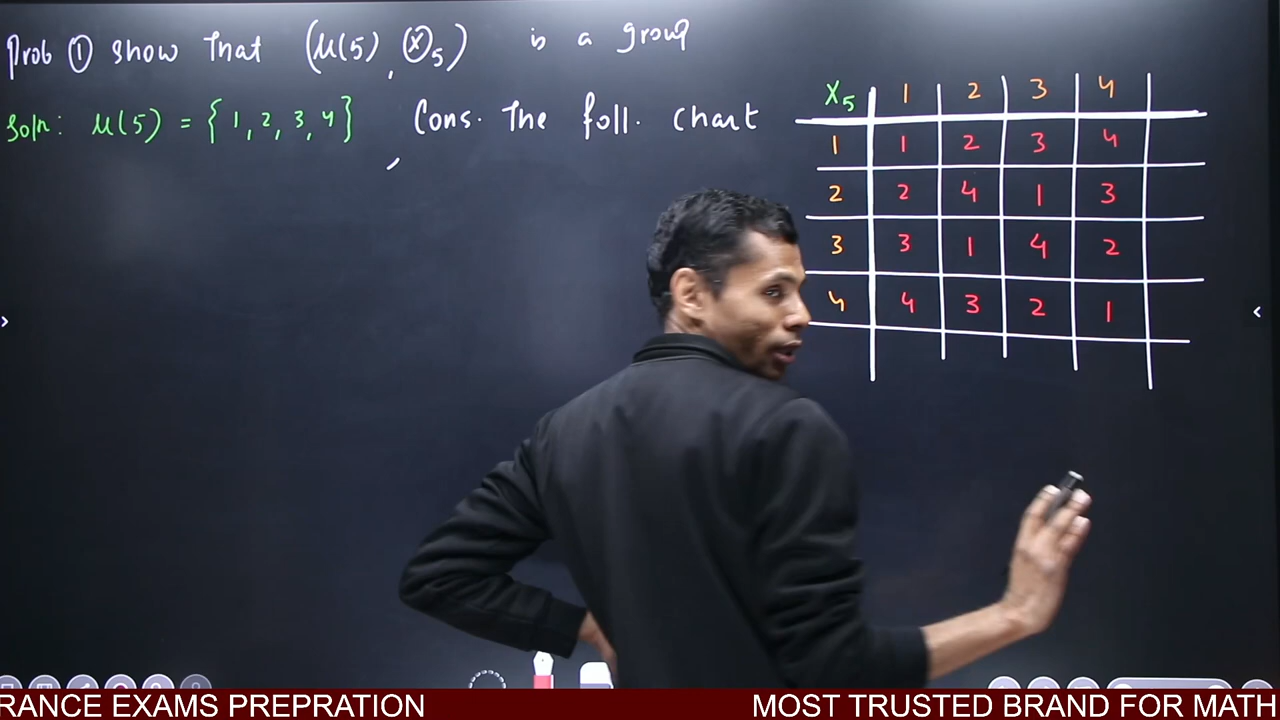 Prob ① show that (U(5), ⊗₅) is a group
Soln: U(5) = {1, 2, 3, 4}, Cons. the foll. chart
×₅ 1 2 3 4
1 1 2 3 4
2 2 4 1 3
3 3 1 4 2
4 4 3 2 1
RANCE EXAMS PREPRATION MOST TRUSTED BRAND FOR MATH